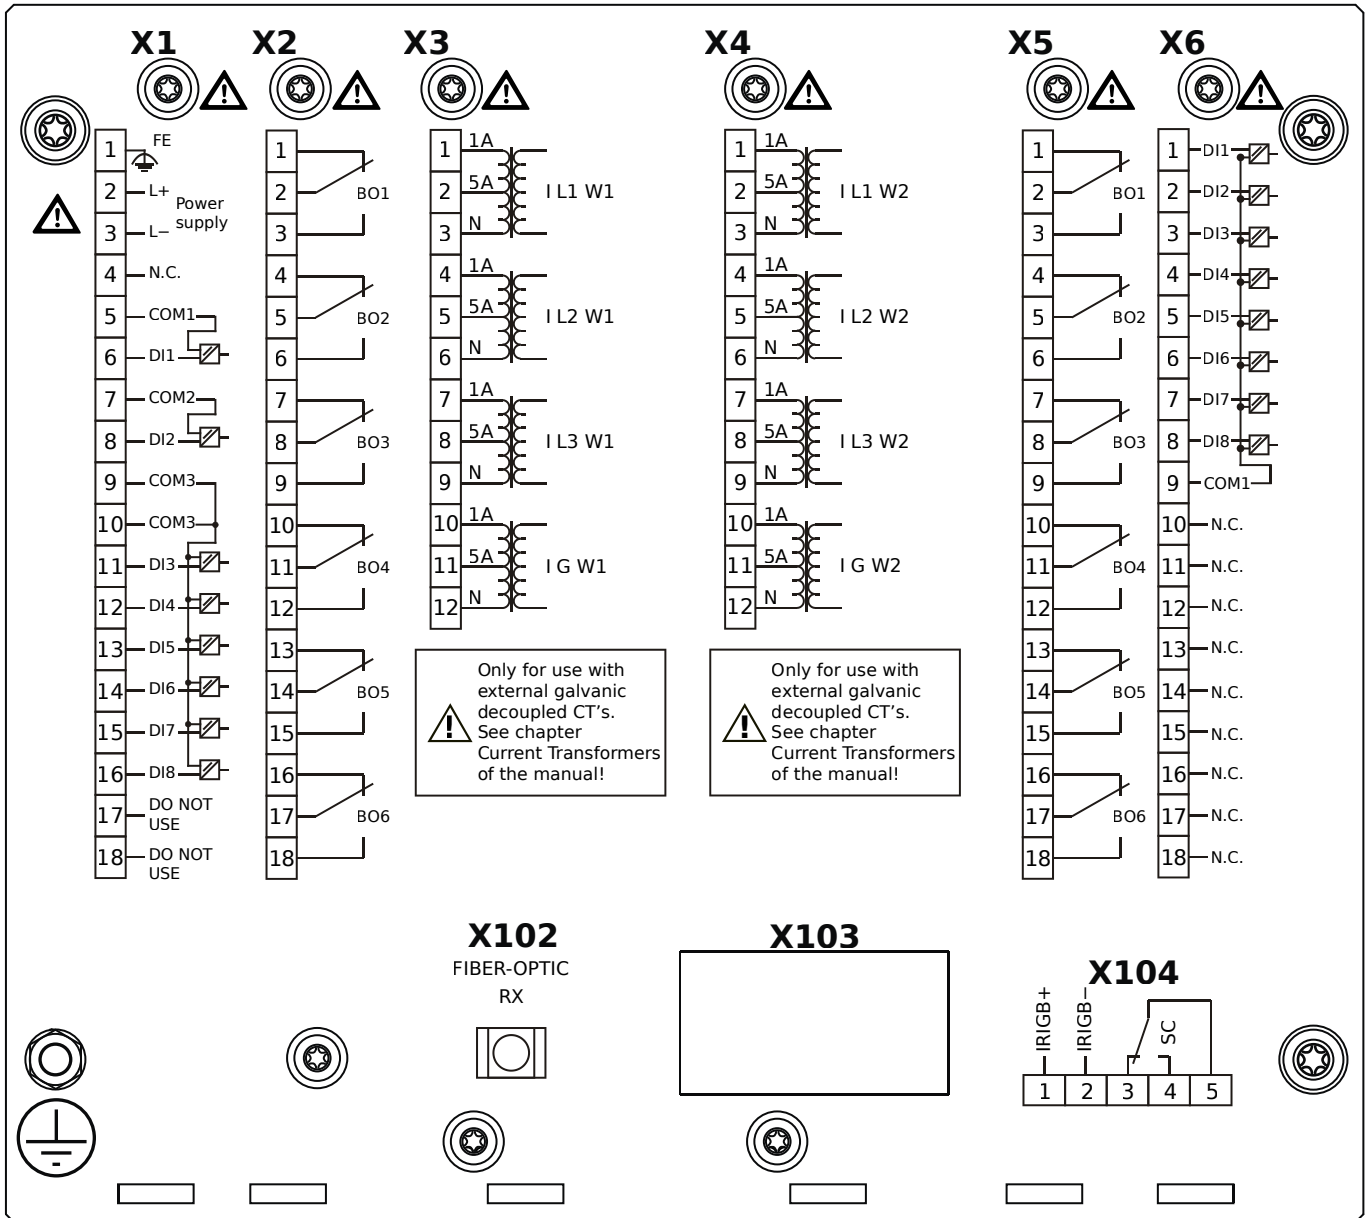 X1
X2
X3
X4
X5
X6
1 FE
2 L+
Power
supply
3 L−
4 N.C.
5 COM1
6 DI1
7 COM2
8 DI2
9 COM3
10 COM3
11 DI3
12 DI4
13 DI5
14 DI6
15 DI7
16 DI8
17 DO NOT
USE
18 DO NOT
USE
1
2 BO1
3
4
5 BO2
6
7
8 BO3
9
10
11 BO4
12
13
14 BO5
15
16
17 BO6
18
1 1A
2 5A I L1 W1
3 N
4 1A
5 5A I L2 W1
6 N
7 1A
8 5A I L3 W1
9 N
10 1A
11 5A I G W1
12 N
Only for use with
external galvanic
decoupled CT's.
See chapter
Current Transformers
of the manual!
1 1A
2 5A I L1 W2
3 N
4 1A
5 5A I L2 W2
6 N
7 1A
8 5A I L3 W2
9 N
10 1A
11 5A I G W2
12 N
Only for use with
external galvanic
decoupled CT's.
See chapter
Current Transformers
of the manual!
1
2 BO1
3
4
5 BO2
6
7
8 BO3
9
10
11 BO4
12
13
14 BO5
15
16
17 BO6
18
1 DI1
2 DI2
3 DI3
4 DI4
5 DI5
6 DI6
7 DI7
8 DI8
9 COM1
10 N.C.
11 N.C.
12 N.C.
13 N.C.
14 N.C.
15 N.C.
16 N.C.
17 N.C.
18 N.C.
X102
FIBER-OPTIC
RX
X103
X104
IRIGB+
IRIGB−
SC
1 2 3 4 5